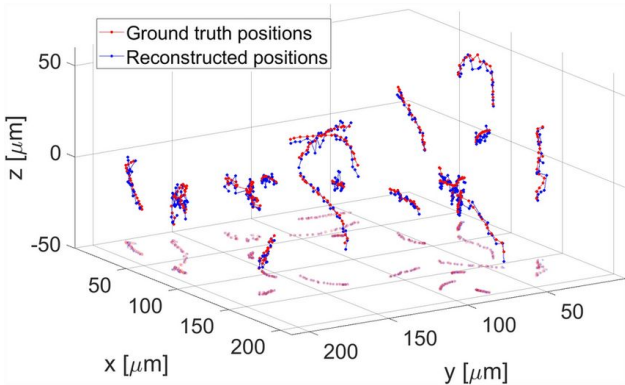 Ground truth positions
Reconstructed positions
50
0
-50
z [μm]
50
100
150
200
x [μm]
200
150
100
50
y [μm]